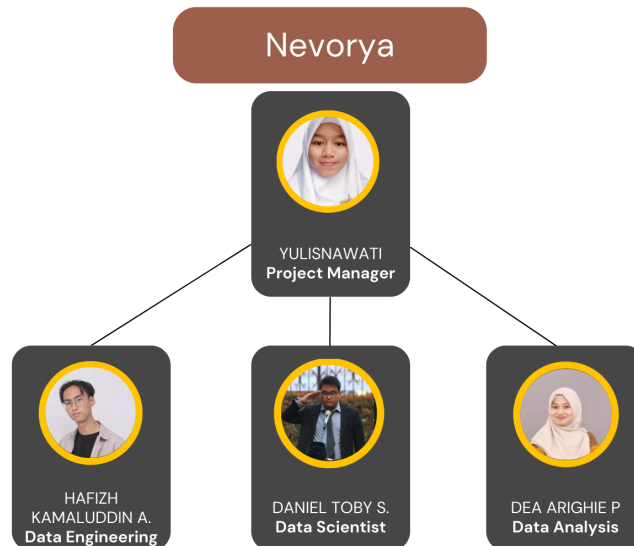 Nevorya
YULISNAWATI
Project Manager
HAFIZH
KAMALUDDIN A.
Data Engineering
DANIEL TOBY S.
Data Scientist
DEA ARIGHIE P
Data Analysis